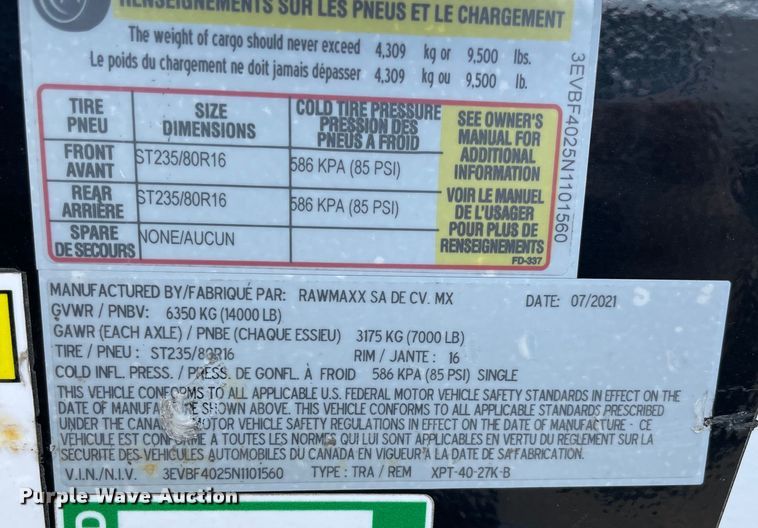 RENSEIGNEMENTS SUR LES PNEUS ET LE CHARGEMENT
The weight of cargo should never exceed 4,309 kg or 9,500 lbs.
Le poids du chargement ne doit jamais dépasser 4,309 kg ou 9,500 lb.
TIRE
PNEU
SIZE
DIMENSIONS
COLD TIRE PRESSURE
PRESSION DES
PNEUS À FROID
SEE OWNER'S
MANUAL FOR
ADDITIONAL
INFORMATION
VOIR LE MANUEL
DE L'USAGER
POUR PLUS DE
RENSEIGNEMENTS
FD-337
FRONT
AVANT
ST235/80R16
586 KPA (85 PSI)
REAR
ARRIÈRE
ST235/80R16
586 KPA (85 PSI)
SPARE
DE SECOURS
NONE/AUCUN
3EVBF4025N1101560
MANUFACTURED BY/FABRIQUÉ PAR: RAWMAXX SA DE CV. MX DATE: 07/2021
GVWR / PNBV: 6350 KG (14000 LB)
GAWR (EACH AXLE) / PNBE (CHAQUE ESSIEU) 3175 KG (7000 LB)
TIRE / PNEU : ST235/80R16 RIM / JANTE : 16
COLD INFL. PRESS. / PRESS. DE GONFL. À FROID 586 KPA (85 PSI) SINGLE
THIS VEHICLE CONFORMS TO ALL APPLICABLE U.S. FEDERAL MOTOR VEHICLE SAFETY STANDARDS IN EFFECT ON THE
DATE OF MANUFACTURE SHOWN ABOVE. THIS VEHICLE CONFORMS TO ALL APPLICABLE STANDARDS PRESCRIBED
UNDER THE CANADIAN MOTOR VEHICLE SAFETY REGULATIONS IN EFFECT ON THE DATE OF MANUFACTURE - CE
VÉHICULE EST CONFORME A TOUTES LES NORMES QUI LUI SONT APPLICABLES EN VERTU DU RÉGLEMENT SUR LA
SÉCURITE DES VÉHICULES AUTOMOBILES DU CANADA EN VIGUEUR À LA DATE DE SA FABRICATION.
V.I.N./N.I.V. 3EVBF4025N1101560 TYPE : TRA / REM XPT-40-27K-B
Purple Wave Auction